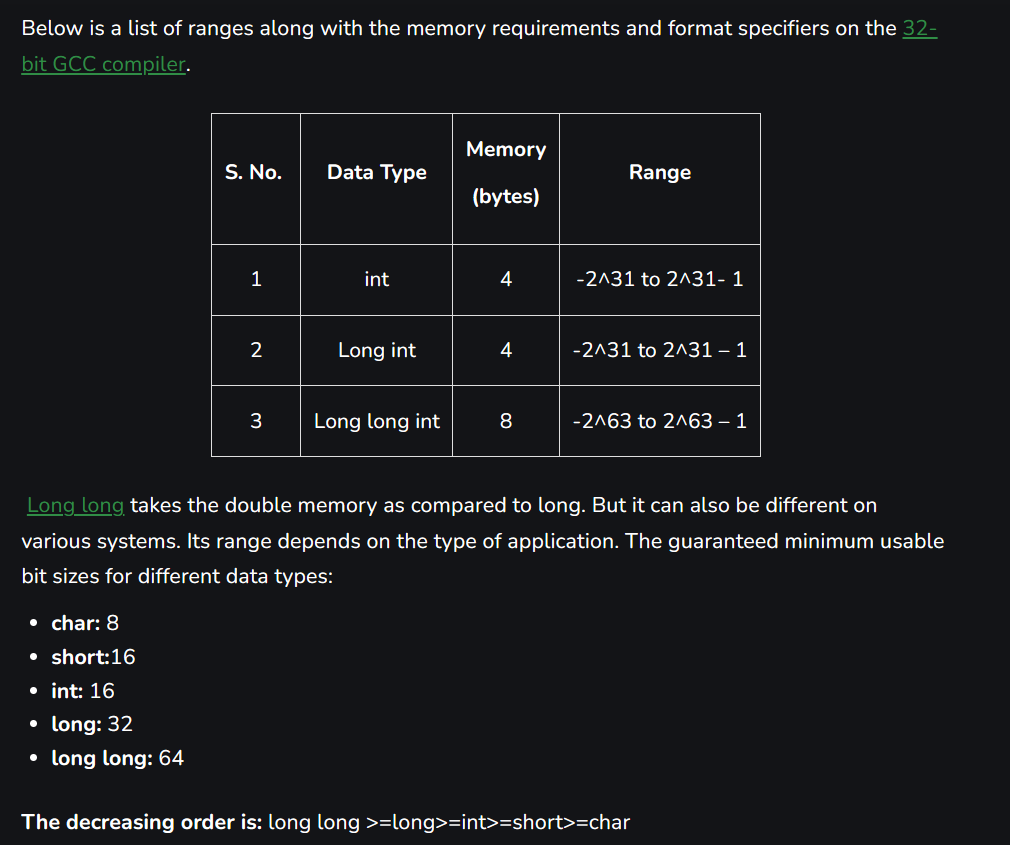 Below is a list of ranges along with the memory requirements and format specifiers on the 32-
bit GCC compiler.
S. No.
Data Type
Memory
(bytes)
Range
1
int
4
-2^31 to 2^31- 1
2
Long int
4
-2^31 to 2^31 – 1
3
Long long int
8
-2^63 to 2^63 – 1
Long long takes the double memory as compared to long. But it can also be different on
various systems. Its range depends on the type of application. The guaranteed minimum usable
bit sizes for different data types:
• char: 8
• short:16
• int: 16
• long: 32
• long long: 64
The decreasing order is: long long >=long>=int>=short>=char